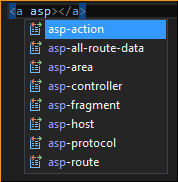 <a asp></a>
asp-action
asp-all-route-data
asp-area
asp-controller
asp-fragment
asp-host
asp-protocol
asp-route